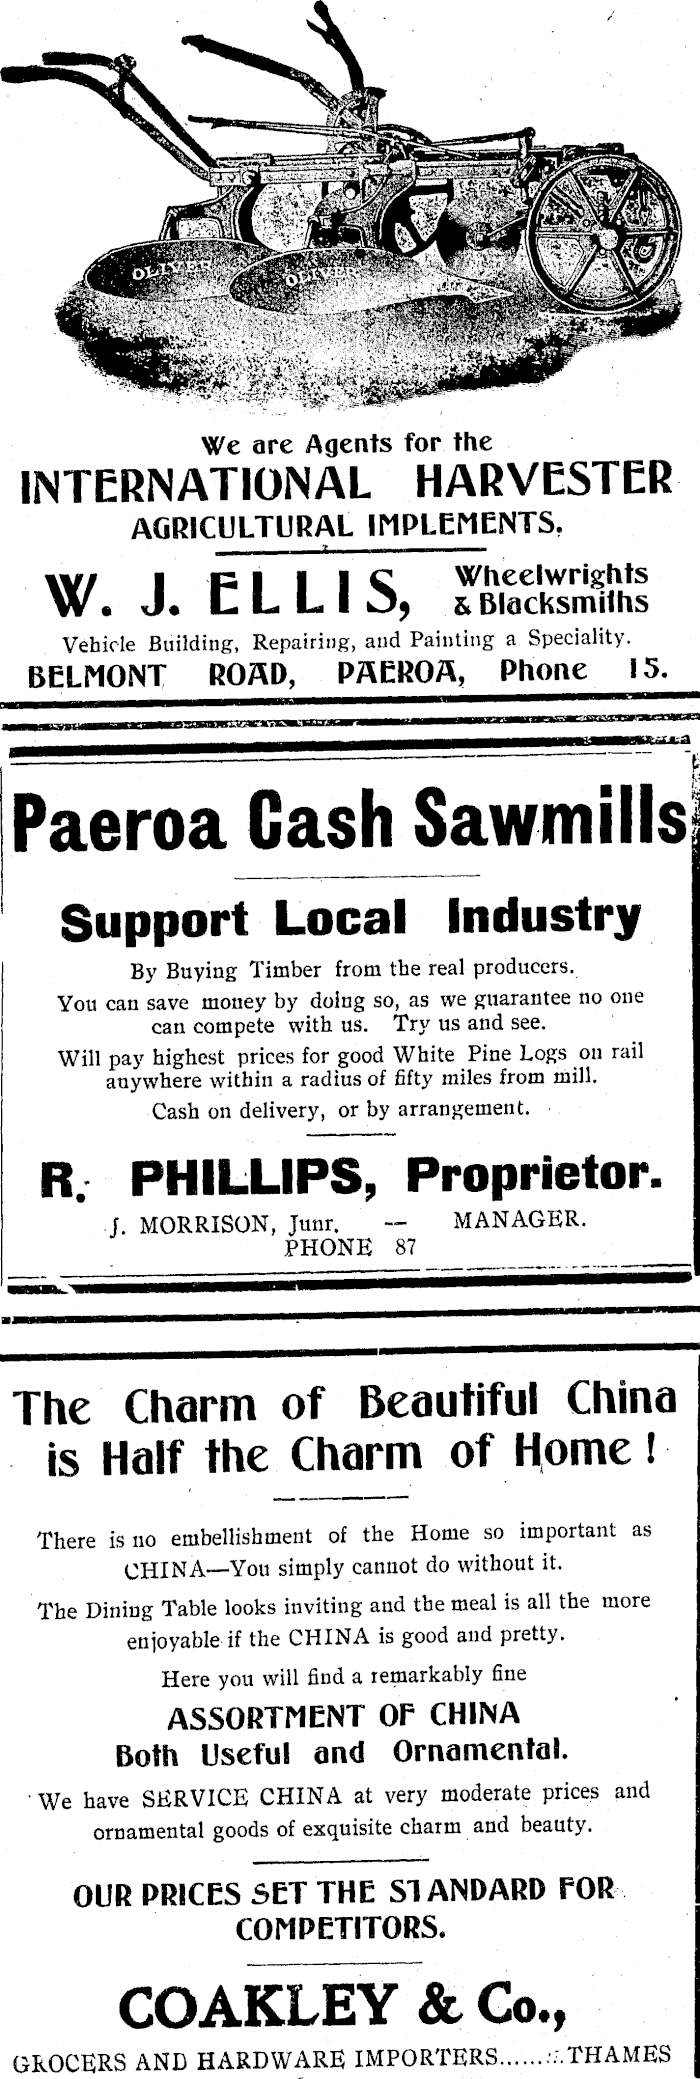 OLIVER
OLIVER
We are Agents for the
INTERNATIONAL HARVESTER
AGRICULTURAL IMPLEMENTS.
W. J. ELLIS, Wheelwrights
& Blacksmiths
Vehicle Building, Repairing, and Painting a Speciality.
BELMONT ROAD, PAEROA, Phone 15.
Paeroa Cash Sawmills
Support Local Industry
By Buying Timber from the real producers.
You can save money by doing so, as we guarantee no one
can compete with us. Try us and see.
Will pay highest prices for good White Pine Logs on rail
anywhere within a radius of fifty miles from mill.
Cash on delivery, or by arrangement.
R. PHILLIPS, Proprietor.
J. MORRISON, Junr. -- MANAGER.
PHONE 87
The Charm of Beautiful China
is Half the Charm of Home !
There is no embellishment of the Home so important as
CHINA—You simply cannot do without it.
The Dining Table looks inviting and the meal is all the more
enjoyable if the CHINA is good and pretty.
Here you will find a remarkably fine
ASSORTMENT OF CHINA
Both Useful and Ornamental.
We have SERVICE CHINA at very moderate prices and
ornamental goods of exquisite charm and beauty.
OUR PRICES SET THE STANDARD FOR
COMPETITORS.
COAKLEY & Co.,
GROCERS AND HARDWARE IMPORTERS.........THAMES